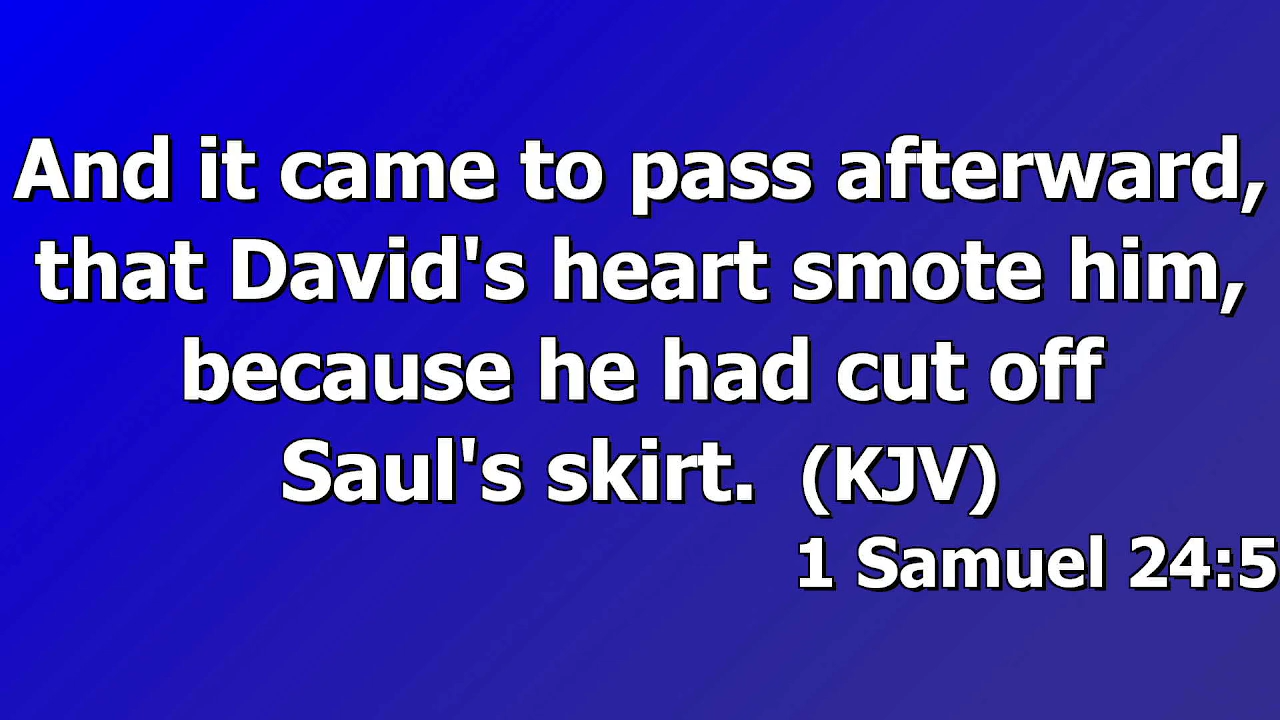 And it came to pass afterward,
that David's heart smote him,
because he had cut off
Saul's skirt.  (KJV)
1 Samuel 24:5